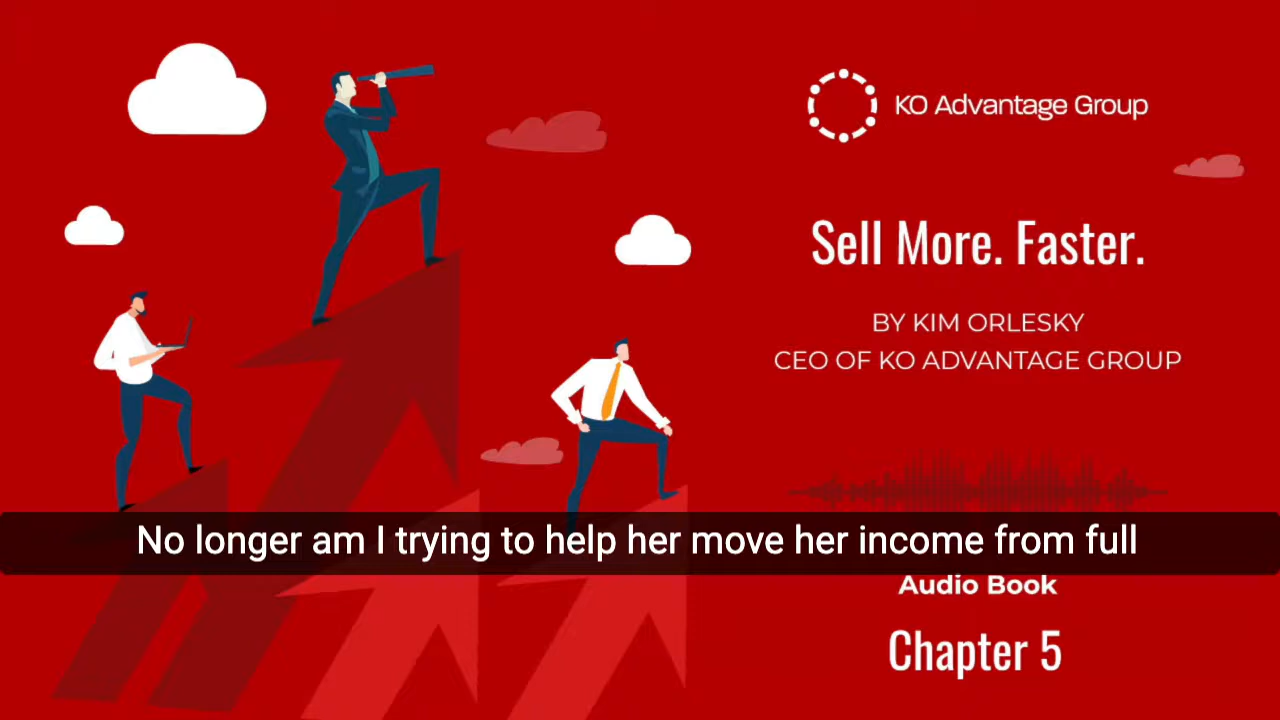 KO Advantage Group
Sell More. Faster.
BY KIM ORLESKY
CEO OF KO ADVANTAGE GROUP
No longer am I trying to help her move her income from full
Audio Book
Chapter 5